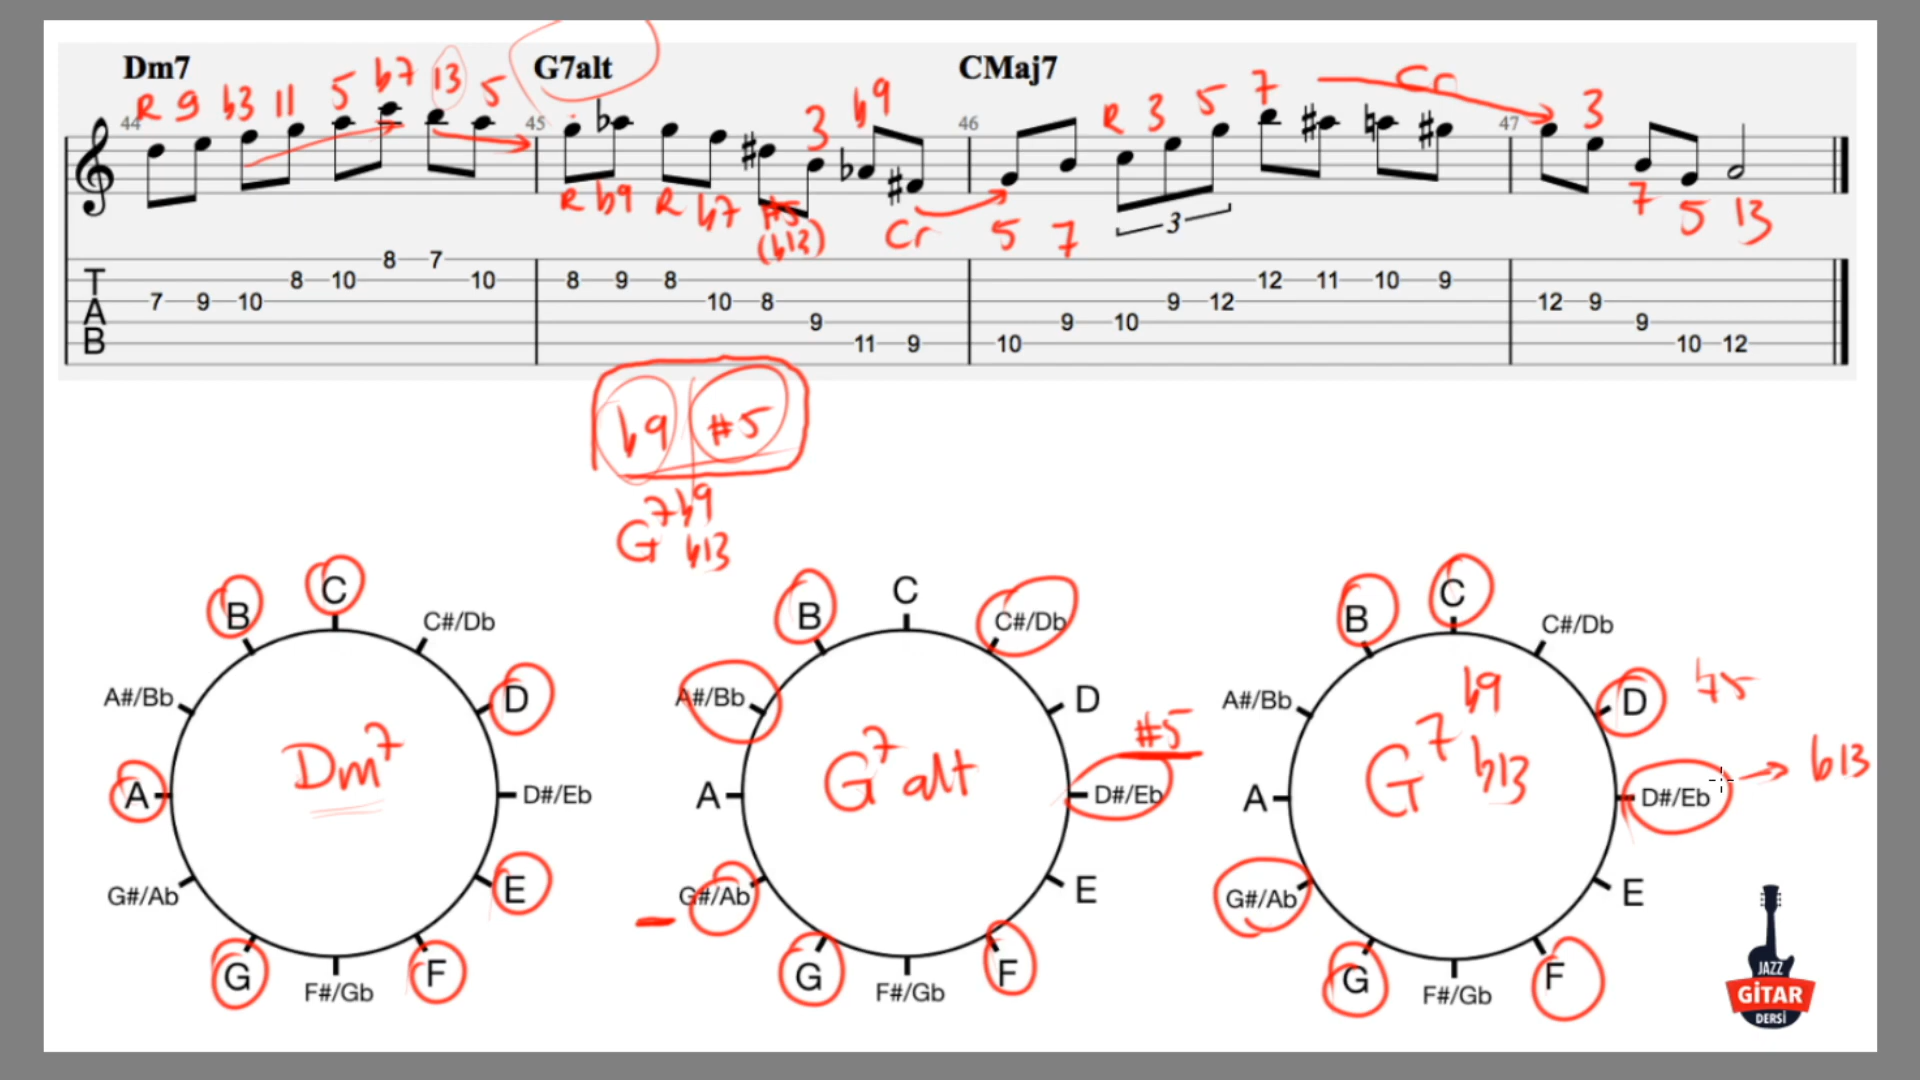 Dm7 G7alt CMaj7
R 9 b3 11 5 b7 13 5 3 b9 R 3 5 7 Cr 3
44 45 46 47
R b9 R b7 #5 (b13) Cr 5 7 3 7 5 13
T
A
B
8 7
8 10 10 8 9 8 12 11 10 9
7 9 10 10 8 9 12 12 9
9 9 10 9
11 9 10 10 12
b9 #5
G7b9
b13
B C C#/Db D D#/Eb E F F#/Gb G G#/Ab A A#/Bb
Dm7
B C C#/Db D D#/Eb E F F#/Gb G G#/Ab A A#/Bb
G7 alt
#5
B C C#/Db D D#/Eb E F F#/Gb G G#/Ab A A#/Bb
G7 b9
b13
♮5
b13
JAZZ
GİTAR
DERSİ